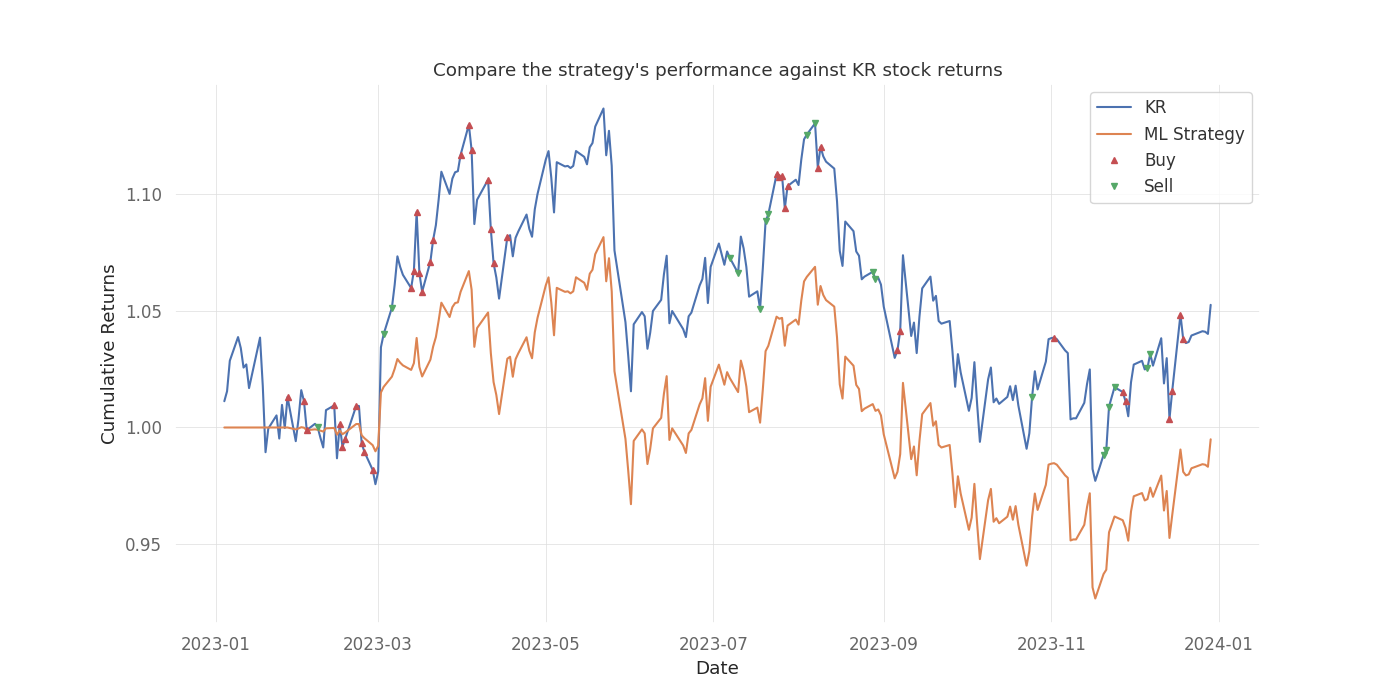 Compare the strategy's performance against KR stock returns
KR
ML Strategy
Buy
Sell
Cumulative Returns
1.10
1.05
1.00
0.95
2023-01
2023-03
2023-05
2023-07
2023-09
2023-11
2024-01
Date